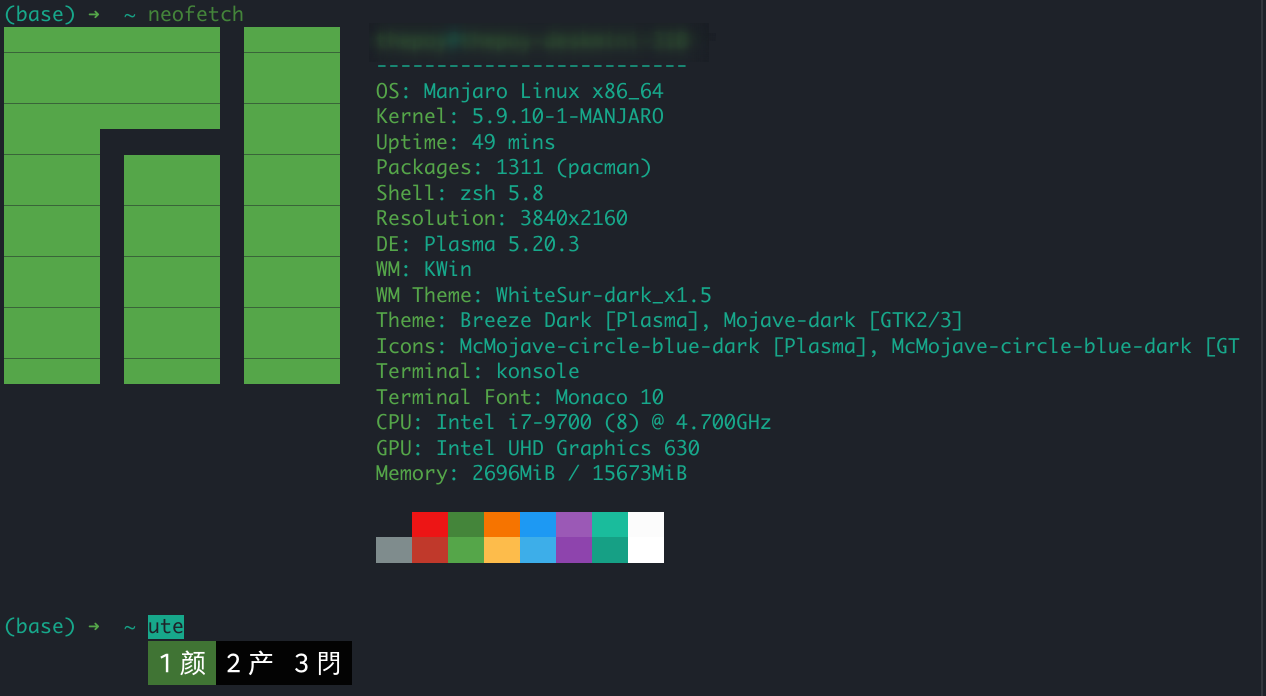 (base) ➜  ~ neofetch
---------------------------
OS: Manjaro Linux x86_64
Kernel: 5.9.10-1-MANJARO
Uptime: 49 mins
Packages: 1311 (pacman)
Shell: zsh 5.8
Resolution: 3840x2160
DE: Plasma 5.20.3
WM: KWin
WM Theme: WhiteSur-dark_x1.5
Theme: Breeze Dark [Plasma], Mojave-dark [GTK2/3]
Icons: McMojave-circle-blue-dark [Plasma], McMojave-circle-blue-dark [GT
Terminal: konsole
Terminal Font: Monaco 10
CPU: Intel i7-9700 (8) @ 4.700GHz
GPU: Intel UHD Graphics 630
Memory: 2696MiB / 15673MiB
(base) ➜  ~ ute
1 颜 2 产 3 閁